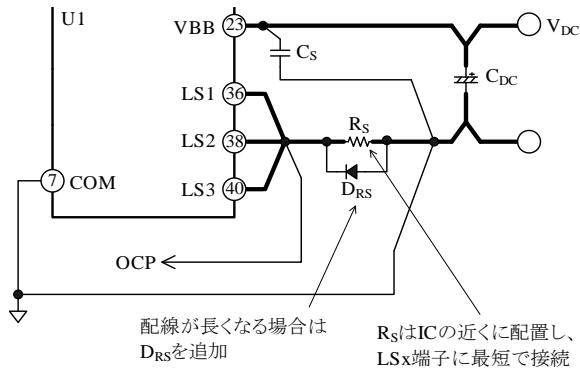 U1
VBB
23
V_DC
C_S
C_DC
LS1
36
R_S
LS2
38
LS3
40
D_RS
7
COM
OCP
配線が長くなる場合は
D_RSを追加
R_SはICの近くに配置し、
LSx端子に最短で接続